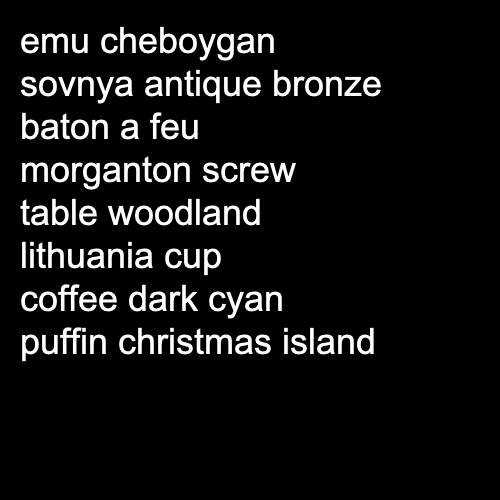 emu cheboygan
sovnya antique bronze
baton a feu
morganton screw
table woodland
lithuania cup
coffee dark cyan
puffin christmas island